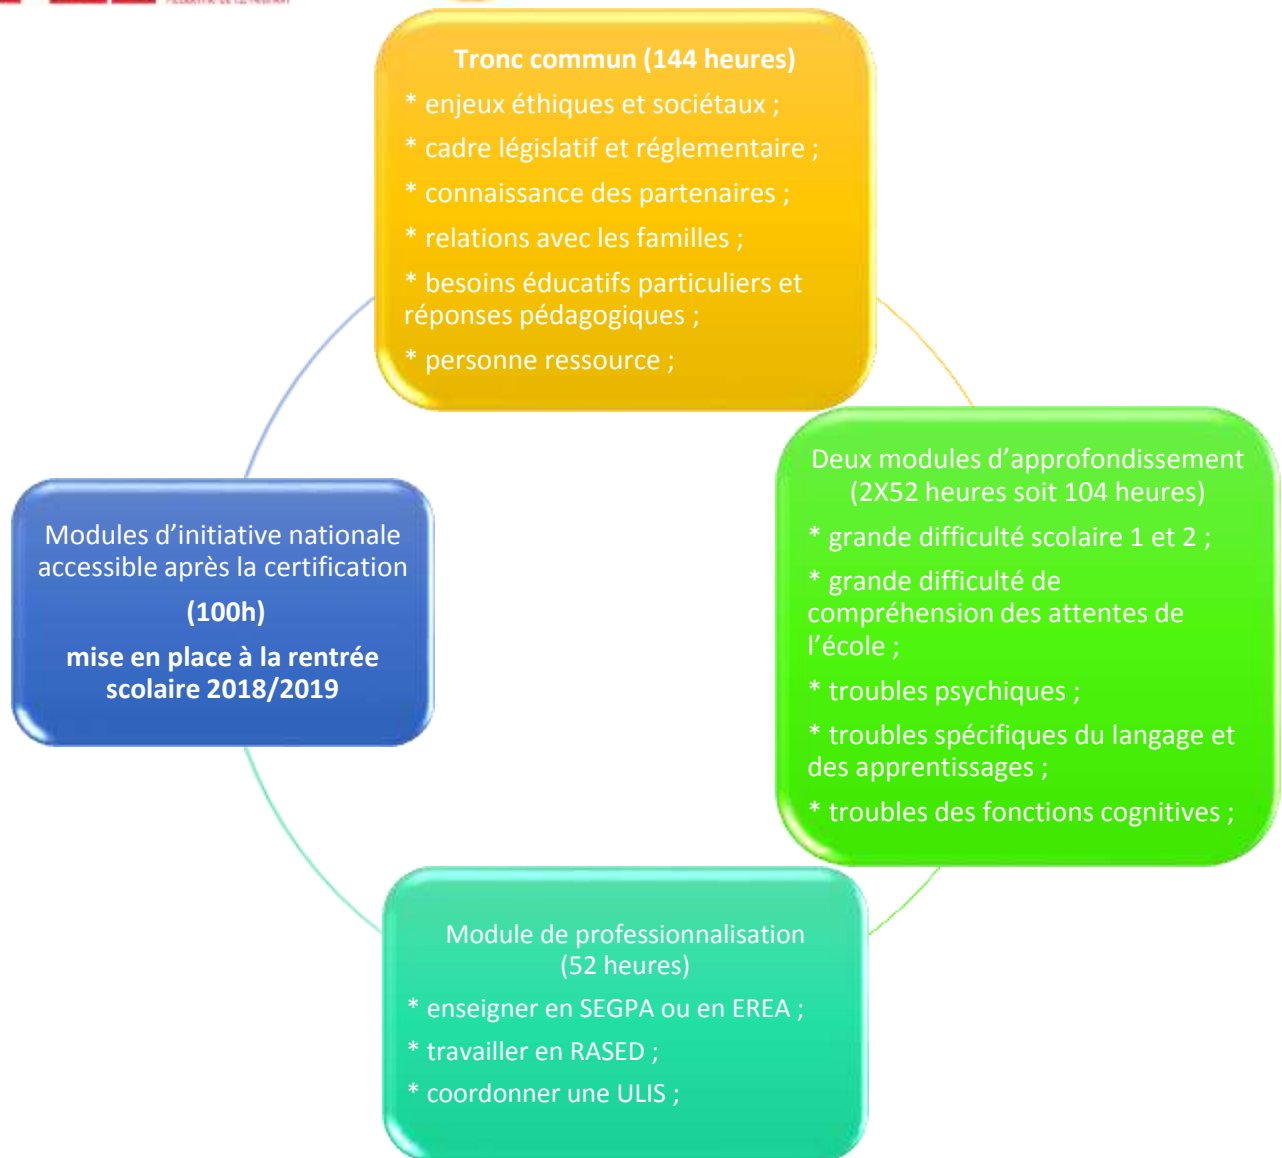 Tronc commun (144 heures)
* enjeux éthiques et sociétaux ;
* cadre législatif et réglementaire ;
* connaissance des partenaires ;
* relations avec les familles ;
* besoins éducatifs particuliers et
réponses pédagogiques ;
* personne ressource ;
Deux modules d’approfondissement
(2X52 heures soit 104 heures)
* grande difficulté scolaire 1 et 2 ;
* grande difficulté de
compréhension des attentes de
l’école ;
* troubles psychiques ;
* troubles spécifiques du langage et
des apprentissages ;
* troubles des fonctions cognitives ;
Module de professionnalisation
(52 heures)
* enseigner en SEGPA ou en EREA ;
* travailler en RASED ;
* coordonner une ULIS ;
Modules d’initiative nationale
accessible après la certification
(100h)
mise en place à la rentrée
scolaire 2018/2019